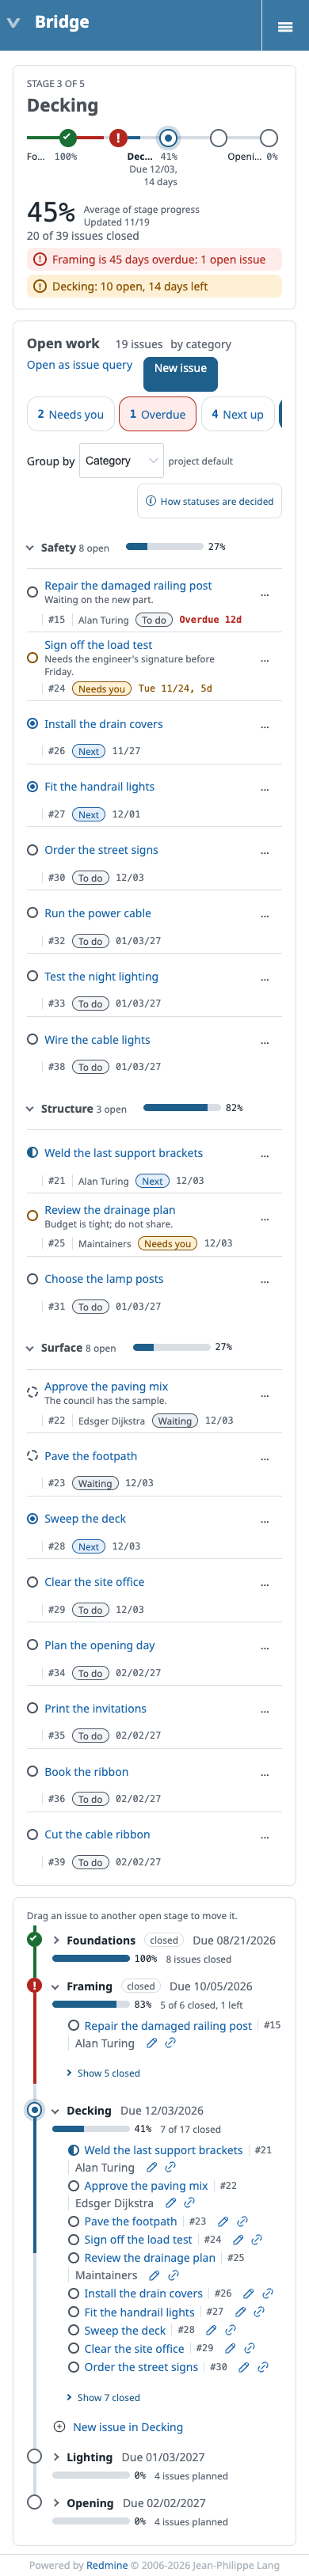 Bridge
STAGE 3 OF 5
Decking
Fo... 100% Dec... 41% Openi... 0%
Due 12/03,
14 days
45% Average of stage progress
Updated 11/19
20 of 39 issues closed
Framing is 45 days overdue: 1 open issue
Decking: 10 open, 14 days left
Open work 19 issues by category
Open as issue query New issue
2 Needs you 1 Overdue 4 Next up
Group by Category project default
How statuses are decided
Safety 8 open 27%
Repair the damaged railing post ...
Waiting for the new part.
#15 Alan Turing To do Overdue 12d
Sign off the load test ...
Needs the engineer's signature before
Friday.
#24 Needs you Tue 11/24, 5d
Install the drain covers ...
#26 Next 11/27
Fit the handrail lights ...
#27 Next 12/01
Order the street signs ...
#30 To do 12/03
Run the power cable ...
#32 To do 01/03/27
Test the night lighting ...
#33 To do 01/03/27
Wire the cable lights ...
#38 To do 01/03/27
Structure 3 open 82%
Weld the last support brackets ...
#21 Alan Turing Next 12/03
Review the drainage plan ...
Budget is tight; do not share.
#25 Maintainers Needs you 12/03
Choose the lamp posts ...
#31 To do 01/03/27
Surface 8 open 27%
Approve the paving mix ...
The council has the sample.
#22 Edsger Dijkstra Waiting 12/03
Pave the footpath ...
#23 Waiting 12/03
Sweep the deck ...
#28 Next 12/03
Clear the site office ...
#29 To do 12/03
Plan the opening day ...
#34 To do 02/02/27
Print the invitations ...
#35 To do 02/02/27
Book the ribbon ...
#36 To do 02/02/27
Cut the cable ribbon ...
#39 To do 02/02/27
Drag an issue to another open stage to move it.
Foundations closed Due 08/21/2026
100% 8 issues closed
Framing closed Due 10/05/2026
83% 5 of 6 closed, 1 left
Repair the damaged railing post #15
Alan Turing
Show 5 closed
Decking Due 12/03/2026
41% 7 of 17 closed
Weld the last support brackets #21
Alan Turing
Approve the paving mix #22
Edsger Dijkstra
Pave the footpath #23
Sign off the load test #24
Review the drainage plan #25
Maintainers
Install the drain covers #26
Fit the handrail lights #27
Sweep the deck #28
Clear the site office #29
Order the street signs #30
Show 7 closed
New issue in Decking
Lighting Due 01/03/2027
0% 4 issues planned
Opening Due 02/02/2027
0% 4 issues planned
Powered by Redmine © 2006-2026 Jean-Philippe Lang